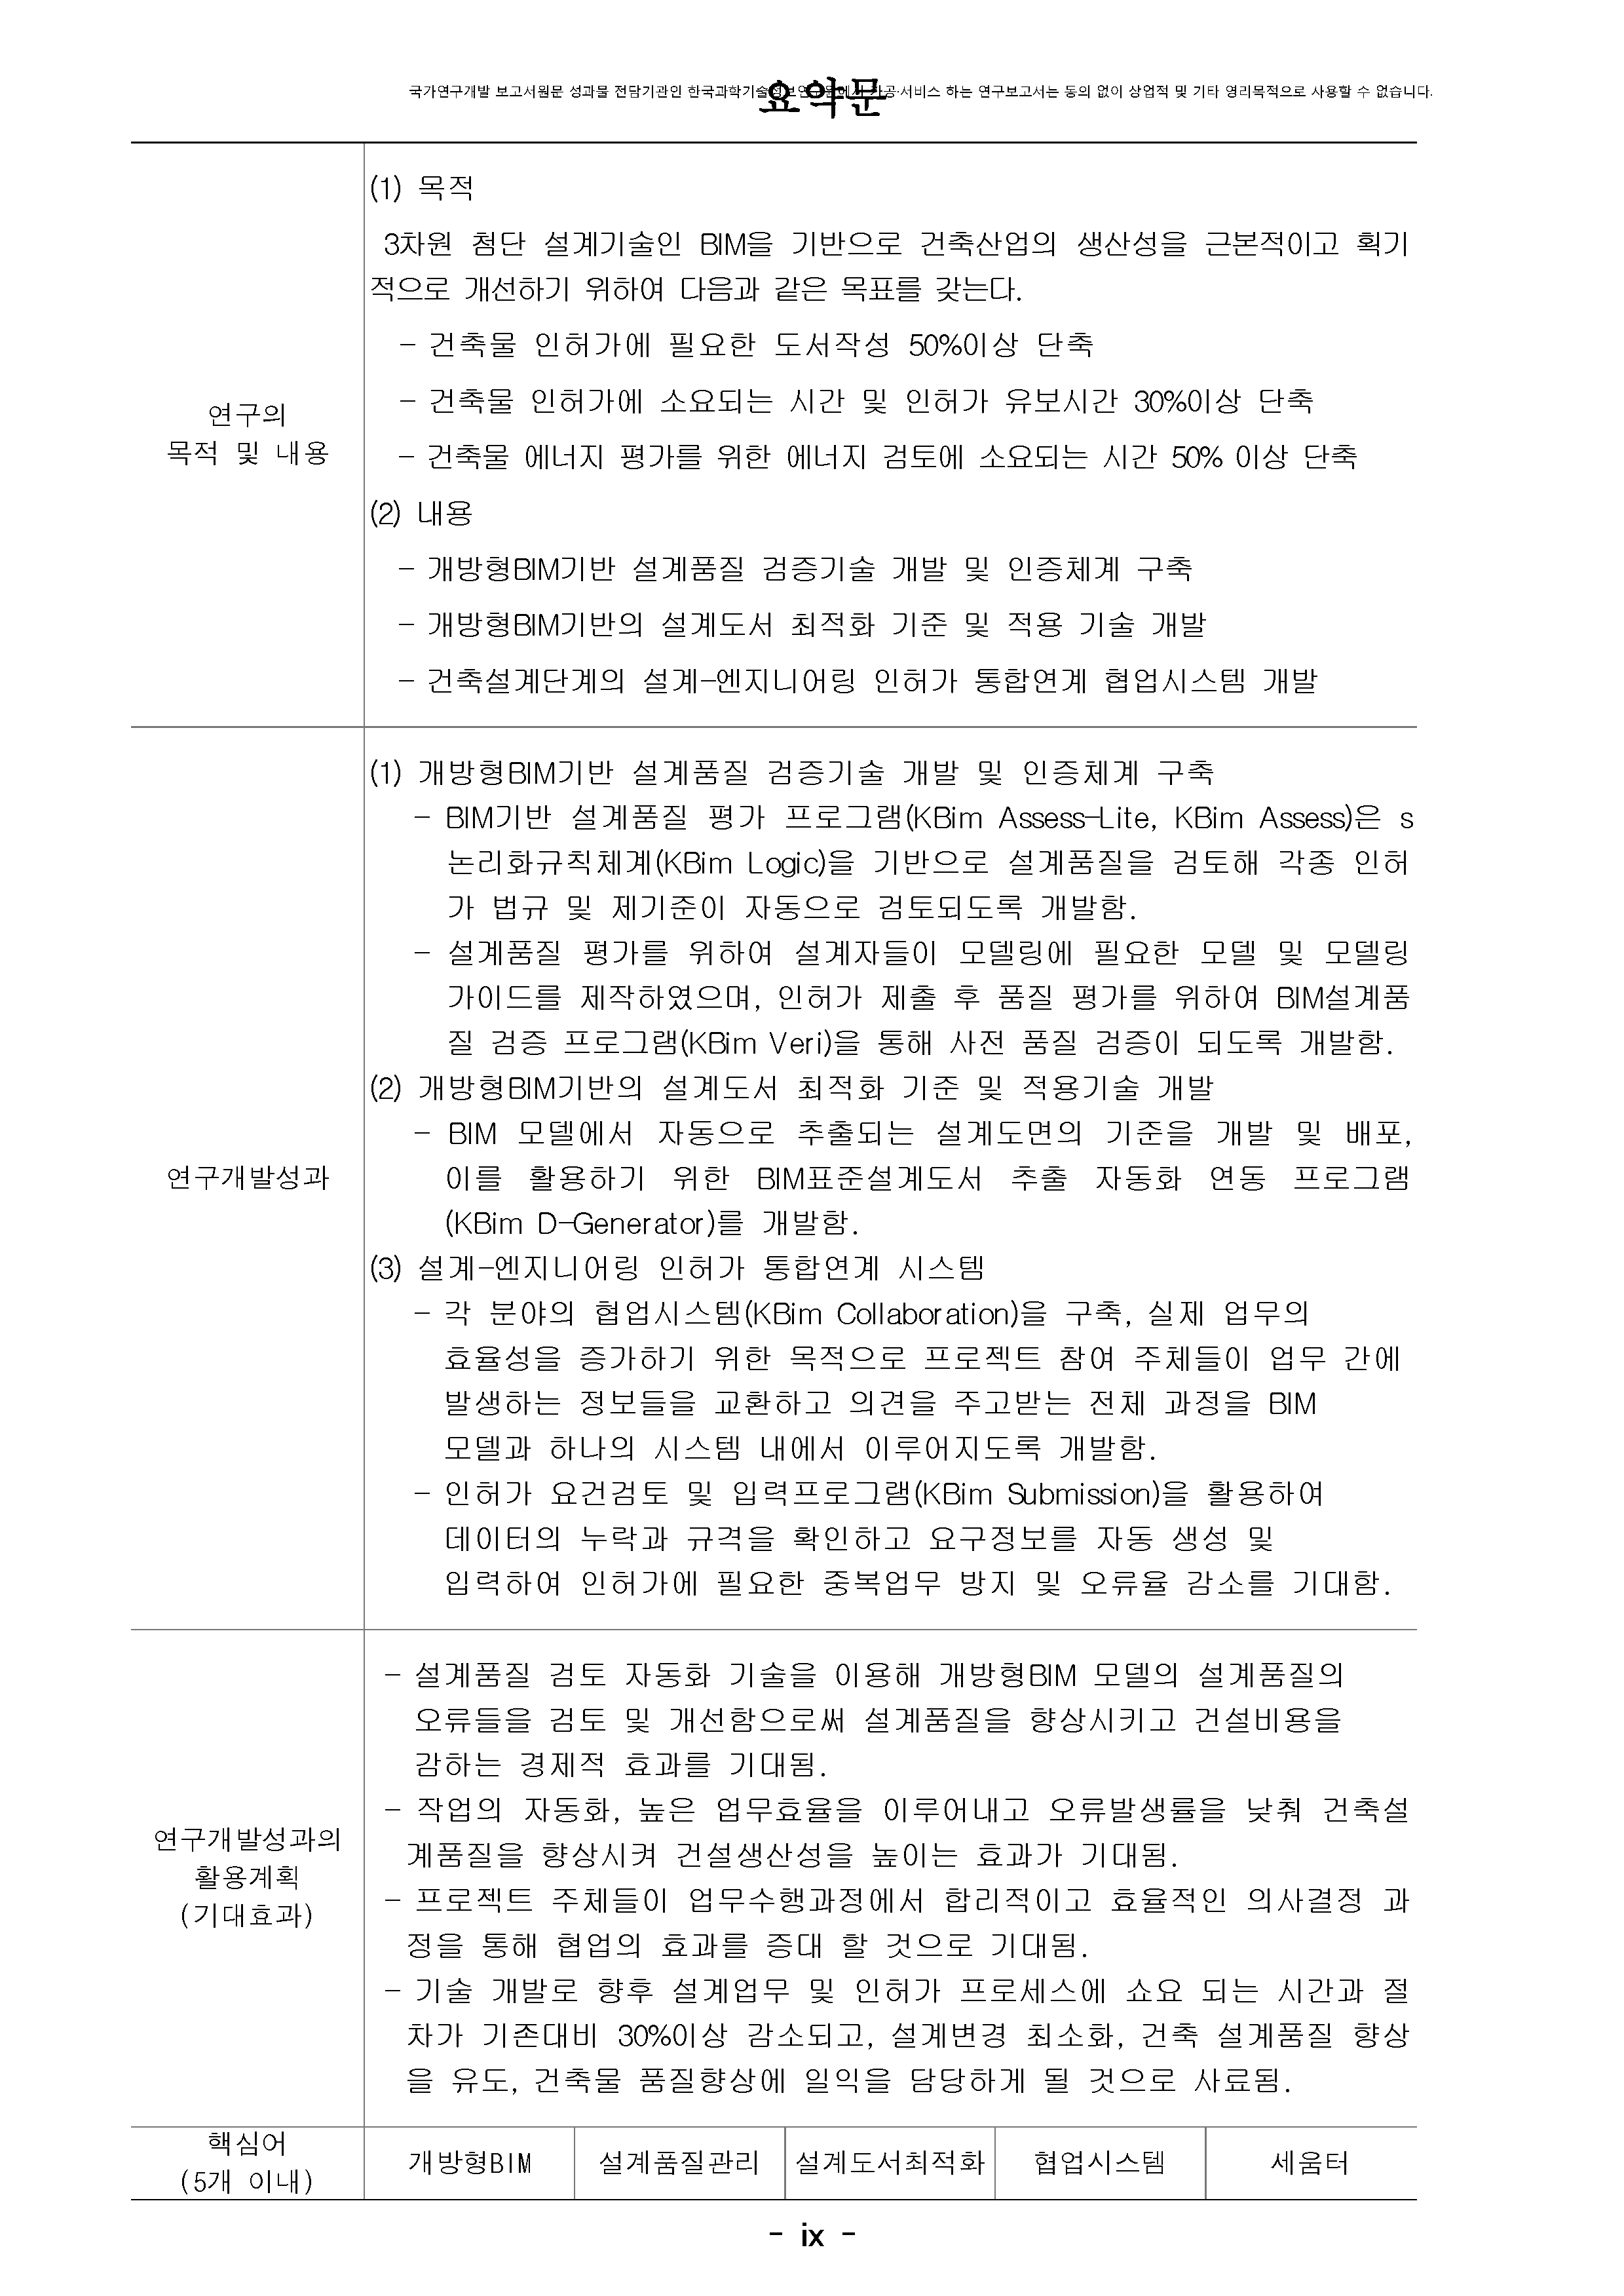 국가연구개발 보고서원문 성과물 전담기관인 한국과학기술정보연구원에서 가공·서비스 하는 연구보고서는 동의 없이 상업적 및 기타 영리목적으로 사용할 수 없습니다.
요약문
연구의
목적 및 내용
(1) 목적
3차원 첨단 설계기술인 BIM을 기반으로 건축산업의 생산성을 근본적이고 획기
적으로 개선하기 위하여 다음과 같은 목표를 갖는다.
- 건축물 인허가에 필요한 도서작성 50%이상 단축
- 건축물 인허가에 소요되는 시간 및 인허가 유보시간 30%이상 단축
- 건축물 에너지 평가를 위한 에너지 검토에 소요되는 시간 50% 이상 단축
(2) 내용
- 개방형BIM기반 설계품질 검증기술 개발 및 인증체계 구축
- 개방형BIM기반의 설계도서 최적화 기준 및 적용 기술 개발
- 건축설계단계의 설계-엔지니어링 인허가 통합연계 협업시스템 개발
연구개발성과
(1) 개방형BIM기반 설계품질 검증기술 개발 및 인증체계 구축
- BIM기반 설계품질 평가 프로그램(KBim Assess-Lite, KBim Assess)은 s
논리화규칙체계(KBim Logic)을 기반으로 설계품질을 검토해 각종 인허
가 법규 및 제기준이 자동으로 검토되도록 개발함.
- 설계품질 평가를 위하여 설계자들이 모델링에 필요한 모델 및 모델링
가이드를 제작하였으며, 인허가 제출 후 품질 평가를 위하여 BIM설계품
질 검증 프로그램(KBim Veri)을 통해 사전 품질 검증이 되도록 개발함.
(2) 개방형BIM기반의 설계도서 최적화 기준 및 적용기술 개발
- BIM 모델에서 자동으로 추출되는 설계도면의 기준을 개발 및 배포,
이를 활용하기 위한 BIM표준설계도서 추출 자동화 연동 프로그램
(KBim D-Generator)를 개발함.
(3) 설계-엔지니어링 인허가 통합연계 시스템
- 각 분야의 협업시스템(KBim Collaboration)을 구축, 실제 업무의
효율성을 증가하기 위한 목적으로 프로젝트 참여 주체들이 업무 간에
발생하는 정보들을 교환하고 의견을 주고받는 전체 과정을 BIM
모델과 하나의 시스템 내에서 이루어지도록 개발함.
- 인허가 요건검토 및 입력프로그램(KBim Submission)을 활용하여
데이터의 누락과 규격을 확인하고 요구정보를 자동 생성 및
입력하여 인허가에 필요한 중복업무 방지 및 오류율 감소를 기대함.
연구개발성과의
활용계획
(기대효과)
- 설계품질 검토 자동화 기술을 이용해 개방형BIM 모델의 설계품질의
오류들을 검토 및 개선함으로써 설계품질을 향상시키고 건설비용을
감하는 경제적 효과를 기대됨.
- 작업의 자동화, 높은 업무효율을 이루어내고 오류발생률을 낮춰 건축설
계품질을 향상시켜 건설생산성을 높이는 효과가 기대됨.
- 프로젝트 주체들이 업무수행과정에서 합리적이고 효율적인 의사결정 과
정을 통해 협업의 효과를 증대 할 것으로 기대됨.
- 기술 개발로 향후 설계업무 및 인허가 프로세스에 쇼요 되는 시간과 절
차가 기존대비 30%이상 감소되고, 설계변경 최소화, 건축 설계품질 향상
을 유도, 건축물 품질향상에 일익을 담당하게 될 것으로 사료됨.
핵심어
(5개 이내)
개방형BIM
설계품질관리
설계도서최적화
협업시스템
세움터
- ix -